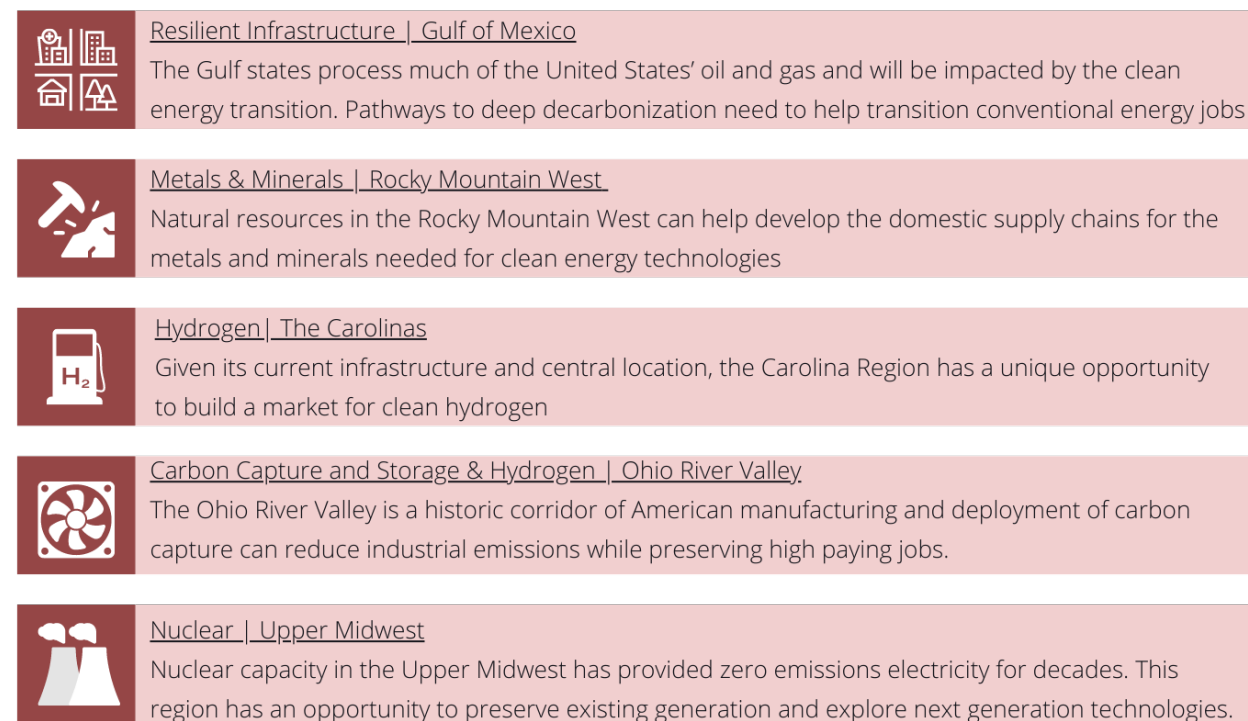 Resilient Infrastructure | Gulf of Mexico
The Gulf states process much of the United States’ oil and gas and will be impacted by the clean
energy transition. Pathways to deep decarbonization need to help transition conventional energy jobs
Metals & Minerals | Rocky Mountain West
Natural resources in the Rocky Mountain West can help develop the domestic supply chains for the
metals and minerals needed for clean energy technologies
H₂
Hydrogen| The Carolinas
Given its current infrastructure and central location, the Carolina Region has a unique opportunity
to build a market for clean hydrogen
Carbon Capture and Storage & Hydrogen | Ohio River Valley
The Ohio River Valley is a historic corridor of American manufacturing and deployment of carbon
capture can reduce industrial emissions while preserving high paying jobs.
Nuclear | Upper Midwest
Nuclear capacity in the Upper Midwest has provided zero emissions electricity for decades. This
region has an opportunity to preserve existing generation and explore next generation technologies.